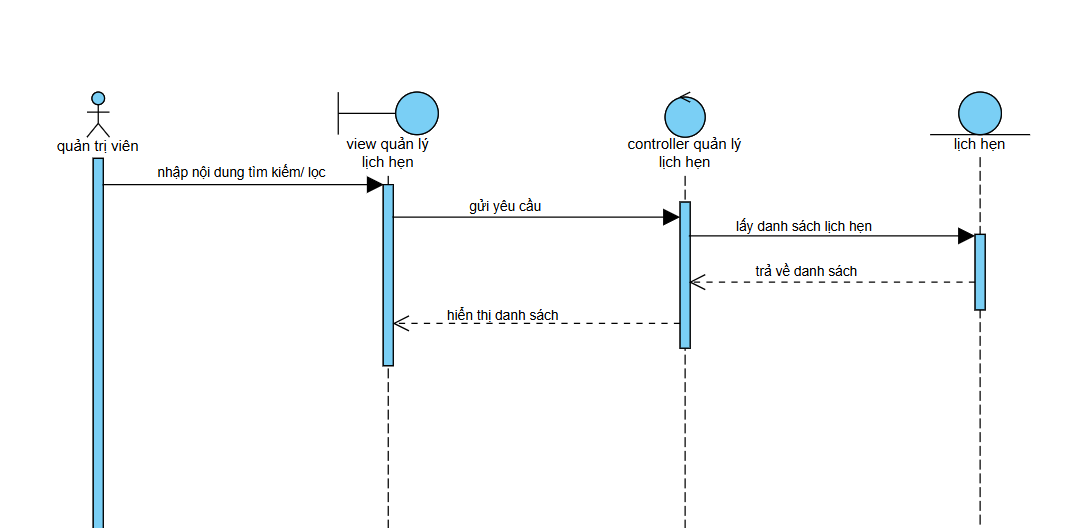 quản trị viên
view quản lý
lịch hẹn
controller quản lý
lịch hẹn
lịch hẹn
nhập nội dung tìm kiếm/ lọc
gửi yêu cầu
lấy danh sách lịch hẹn
trả về danh sách
hiển thị danh sách